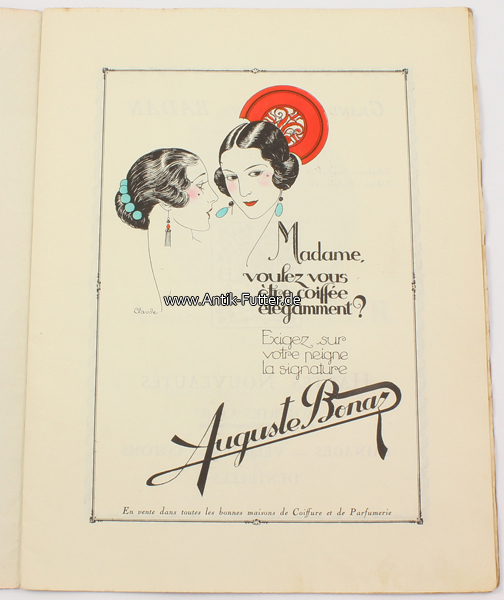 Madame,
voulez vous
être coiffée
élégamment?
www.Antik-Futter.de
Claude.
Exigez sur
votre peigne
la signature
Auguste Bonaz
En vente dans toutes les bonnes maisons de Coiffure et de Parfumerie